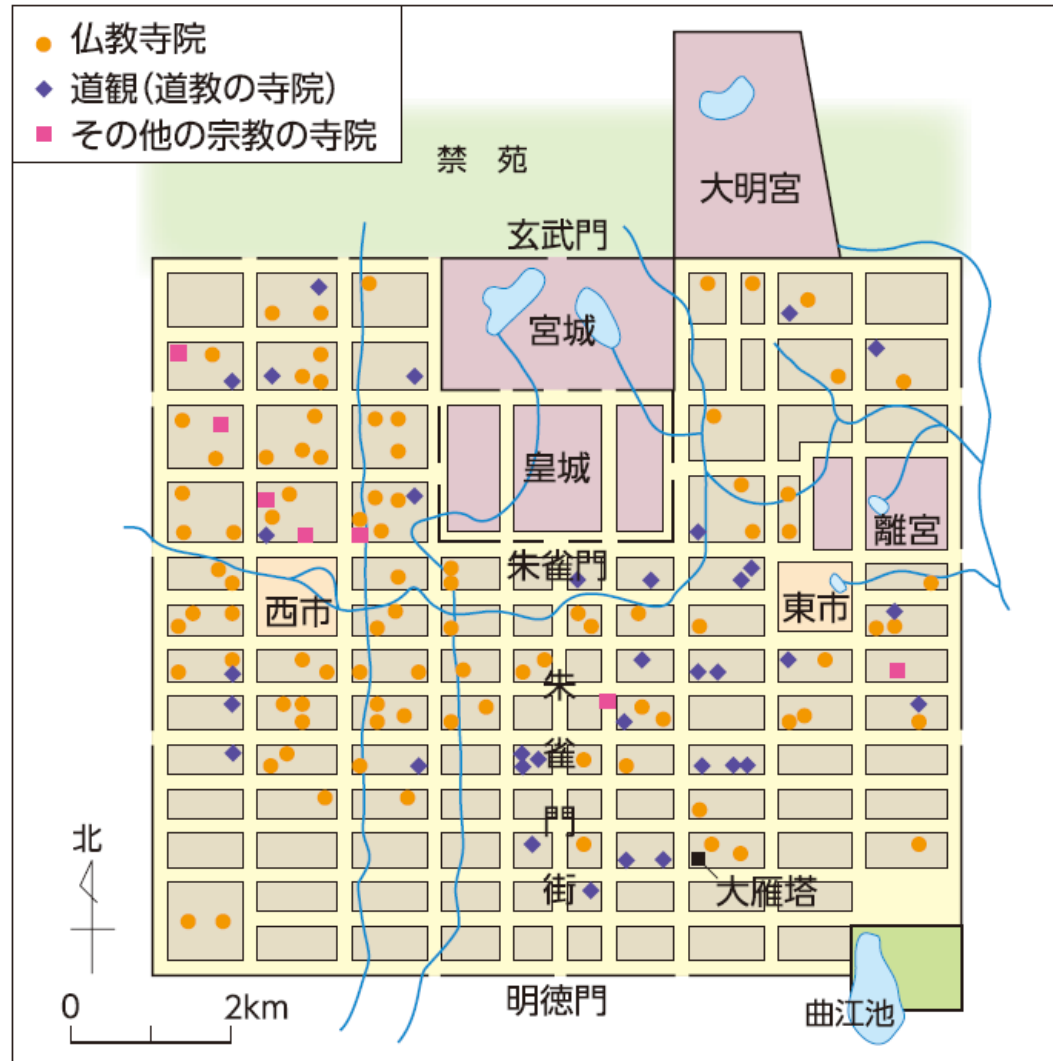 仏教寺院
道観(道教の寺院)
その他の宗教の寺院
禁 苑
大明宮
玄武門
宮城
皇城
離宮
朱雀門
西市
東市
朱雀門街
北
大雁塔
0 2km
明徳門
曲江池